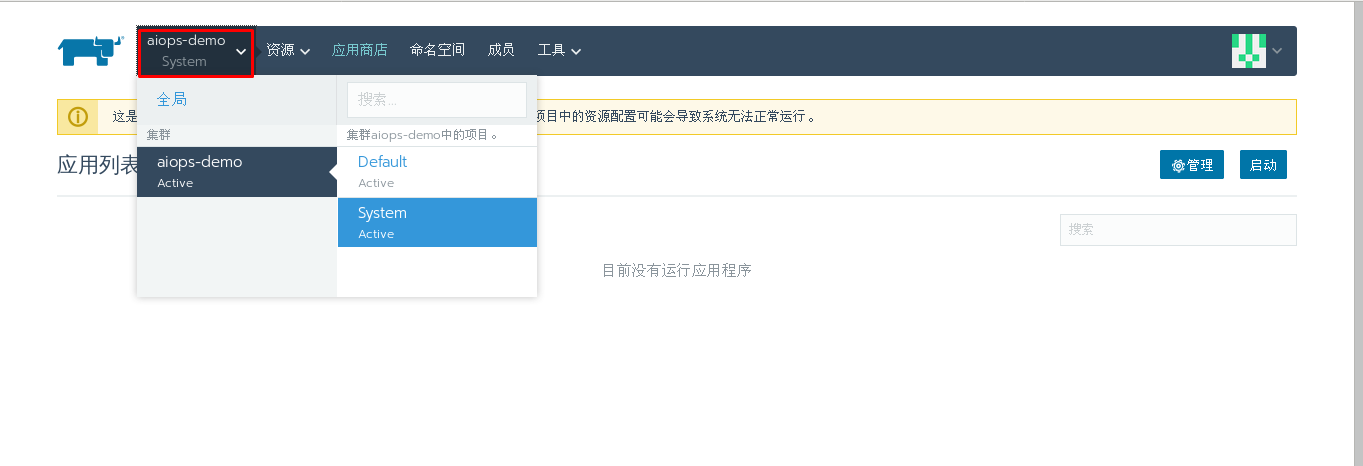 aiops-demo
System
资源
应用商店
命名空间
成员
工具
全局
搜索...
这是
项目中的资源配置可能会导致系统无法正常运行。
集群
集群aiops-demo中的项目。
应用列表
aiops-demo
Active
Default
Active
管理
启动
System
Active
搜索
目前没有运行应用程序